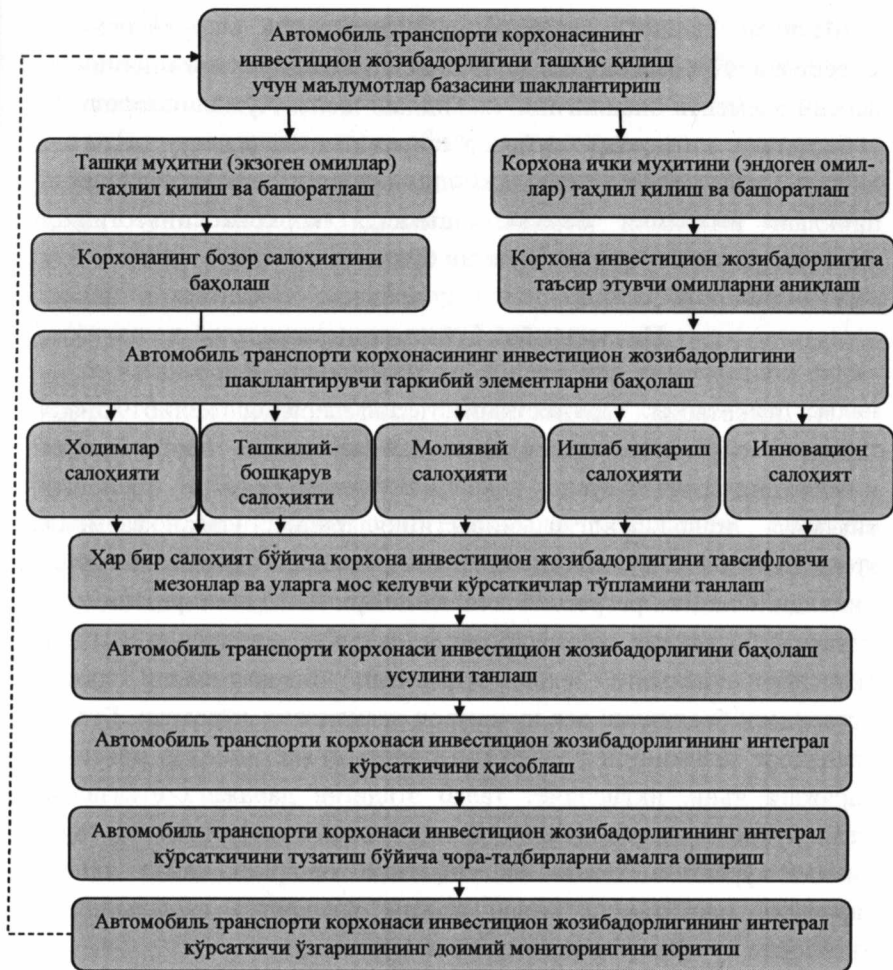 Автомобиль транспорти корхонасининг
инвестицион жозибадорлигини ташхис қилиш
учун маълумотлар базасини шакллантириш
Ташқи муҳитни (экзоген омиллар)
таҳлил қилиш ва башоратлаш
Корхона ички муҳитини (эндоген омил-
лар) таҳлил қилиш ва башоратлаш
Корхонанинг бозор салоҳиятини
баҳолаш
Корхона инвестицион жозибадорлигига
таъсир этувчи омилларни аниқлаш
Автомобиль транспорти корхонасининг инвестицион жозибадорлигини
шакллантирувчи таркибий элементларни баҳолаш
Ходимлар
салоҳияти
Ташкилий-
бошқарув
салоҳияти
Молиявий
салоҳияти
Ишлаб чиқариш
салоҳияти
Инновацион
салоҳият
Ҳар бир салоҳият бўйича корхона инвестицион жозибадорлигини тавсифловчи
мезонлар ва уларга мос келувчи кўрсаткичлар тўпламини танлаш
Автомобиль транспорти корхонаси инвестицион жозибадорлигини баҳолаш
усулини танлаш
Автомобиль транспорти корхонаси инвестицион жозибадорлигининг интеграл
кўрсаткичини ҳисоблаш
Автомобиль транспорти корхонаси инвестицион жозибадорлигининг интеграл
кўрсаткичини тузатиш бўйича чора-тадбирларни амалга ошириш
Автомобиль транспорти корхонаси инвестицион жозибадорлигининг интеграл
кўрсаткичи ўзгаришининг доимий мониторингини юритиш